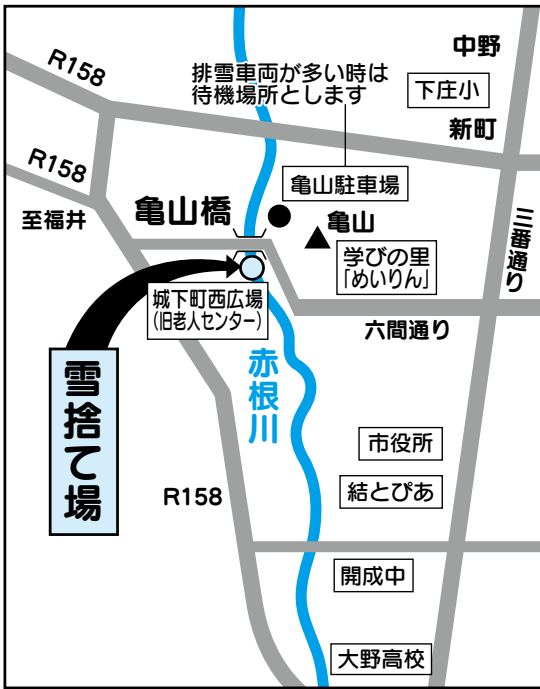 R158
中野
排雪車両が多い時は
待機場所とします
下庄小
新町
R158
亀山駐車場
至福井
亀山橋
亀山
三番通り
学びの里
「めいりん」
城下町西広場
(旧老人センター)
六間通り
雪捨て場
赤根川
市役所
R158
結とぴあ
開成中
大野高校